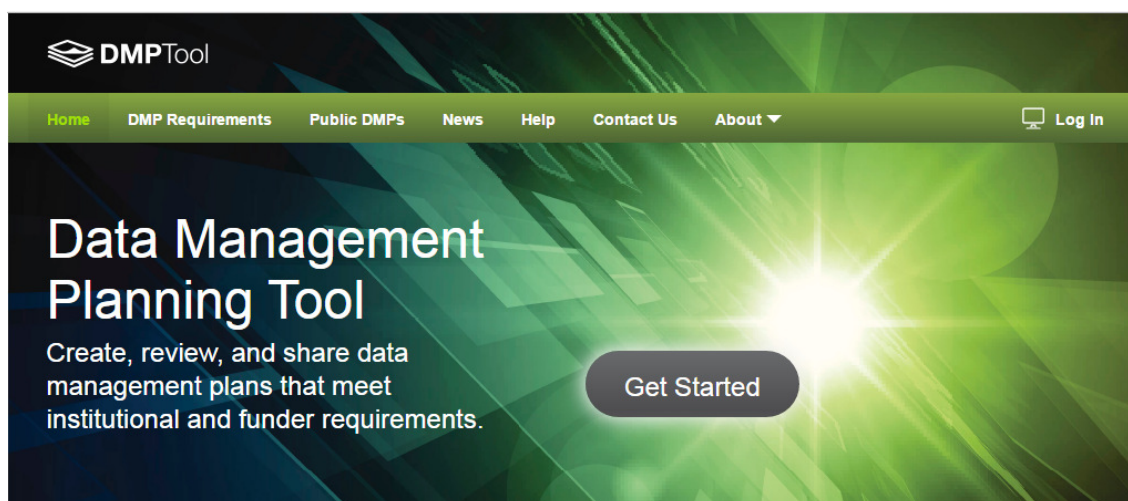 DMPTool
Home DMP Requirements Public DMPs News Help Contact Us About Log In
Data Management
Planning Tool
Create, review, and share data
management plans that meet
institutional and funder requirements.
Get Started